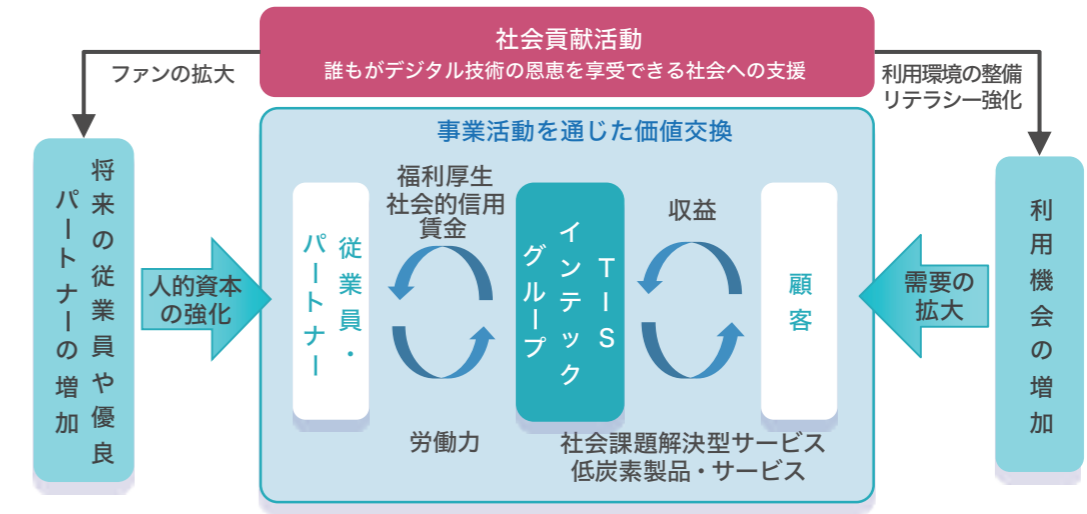 社会貢献活動
誰もがデジタル技術の恩恵を享受できる社会への支援
ファンの拡大
利用環境の整備
リテラシー強化
将来の従業員や優良
パートナーの増加
人的資本
の強化
事業活動を通じた価値交換
従業員・
パートナー
福利厚生
社会的信用
賃金
労働力
TIS
インテック
グループ
収益
社会課題解決型サービス
低炭素製品・サービス
顧客
需要の
拡大
利用機会の増加